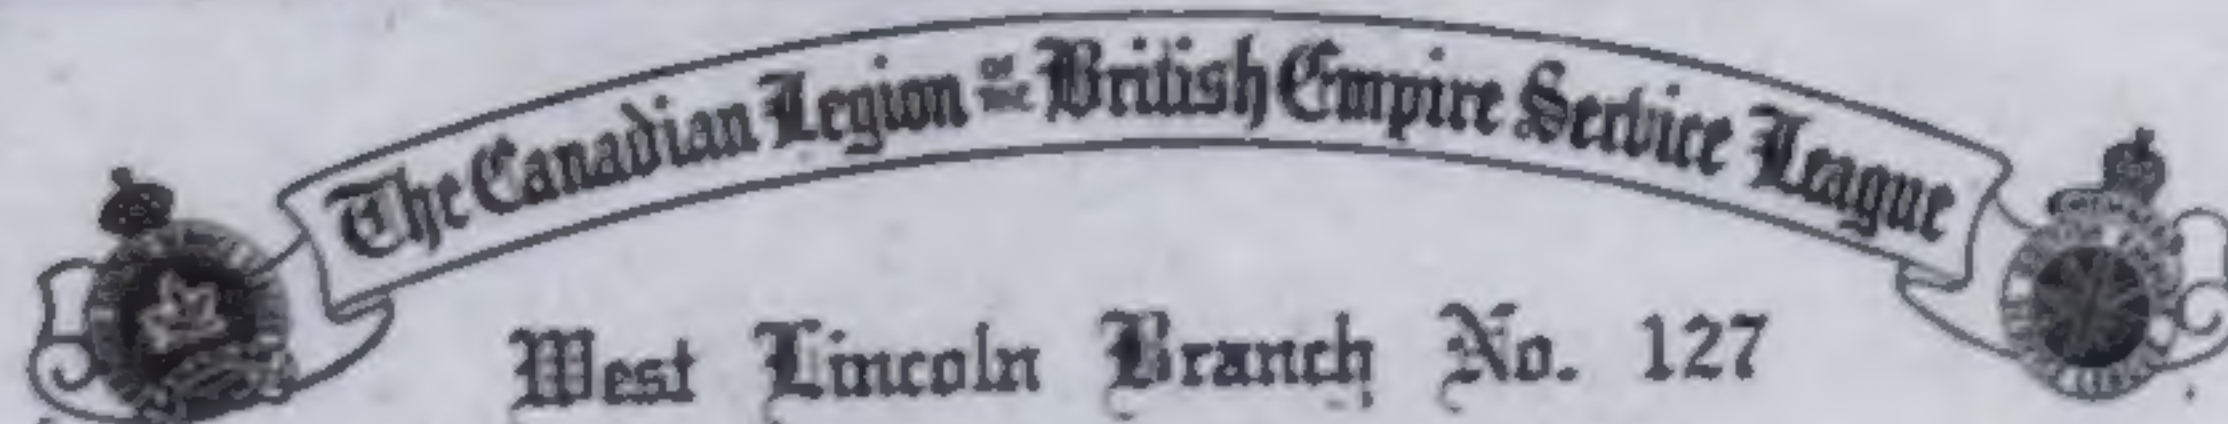 The Canadian Legion of the British Empire Service League
West Lincoln Branch No. 127